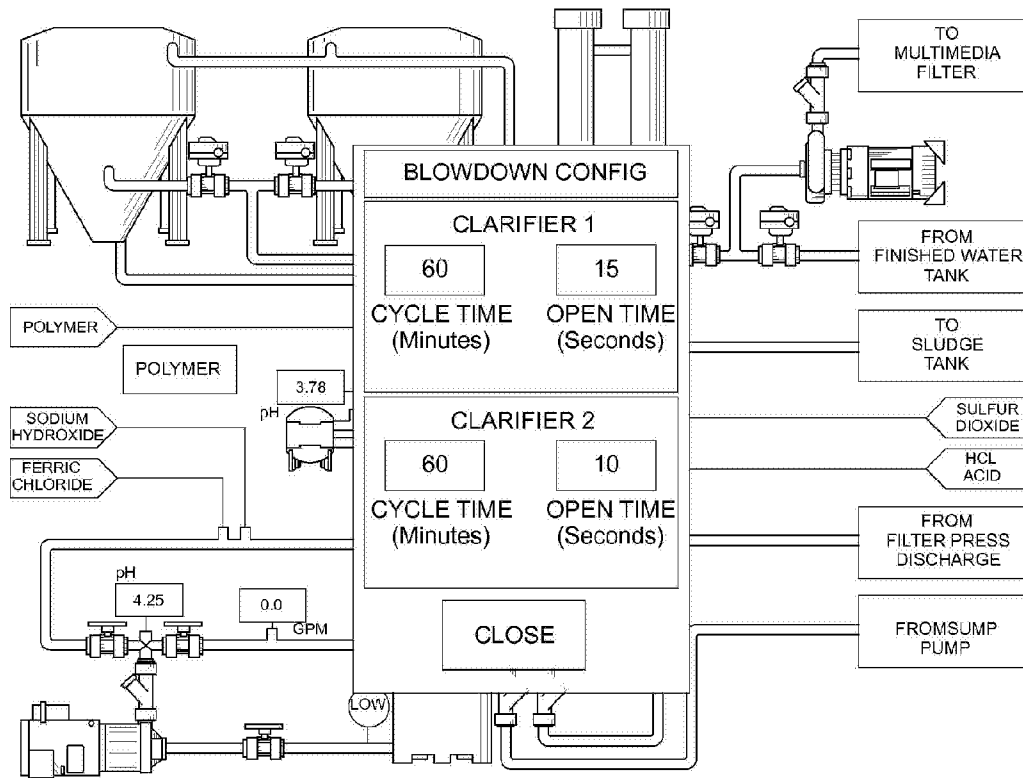 TO
MULTIMEDIA
FILTER
BLOWDOWN CONFIG
CLARIFIER 1
60
15
CYCLE TIME
(Minutes)
OPEN TIME
(Seconds)
FROM
FINISHED WATER
TANK
POLYMER
TO
SLUDGE
TANK
POLYMER
3.78
pH
CLARIFIER 2
60
10
CYCLE TIME
(Minutes)
OPEN TIME
(Seconds)
SODIUM
HYDROXIDE
SULFUR
DIOXIDE
FERRIC
CHLORIDE
HCL
ACID
FROM
FILTER PRESS
DISCHARGE
pH
4.25
0.0
GPM
CLOSE
FROMSUMP
PUMP
LOW